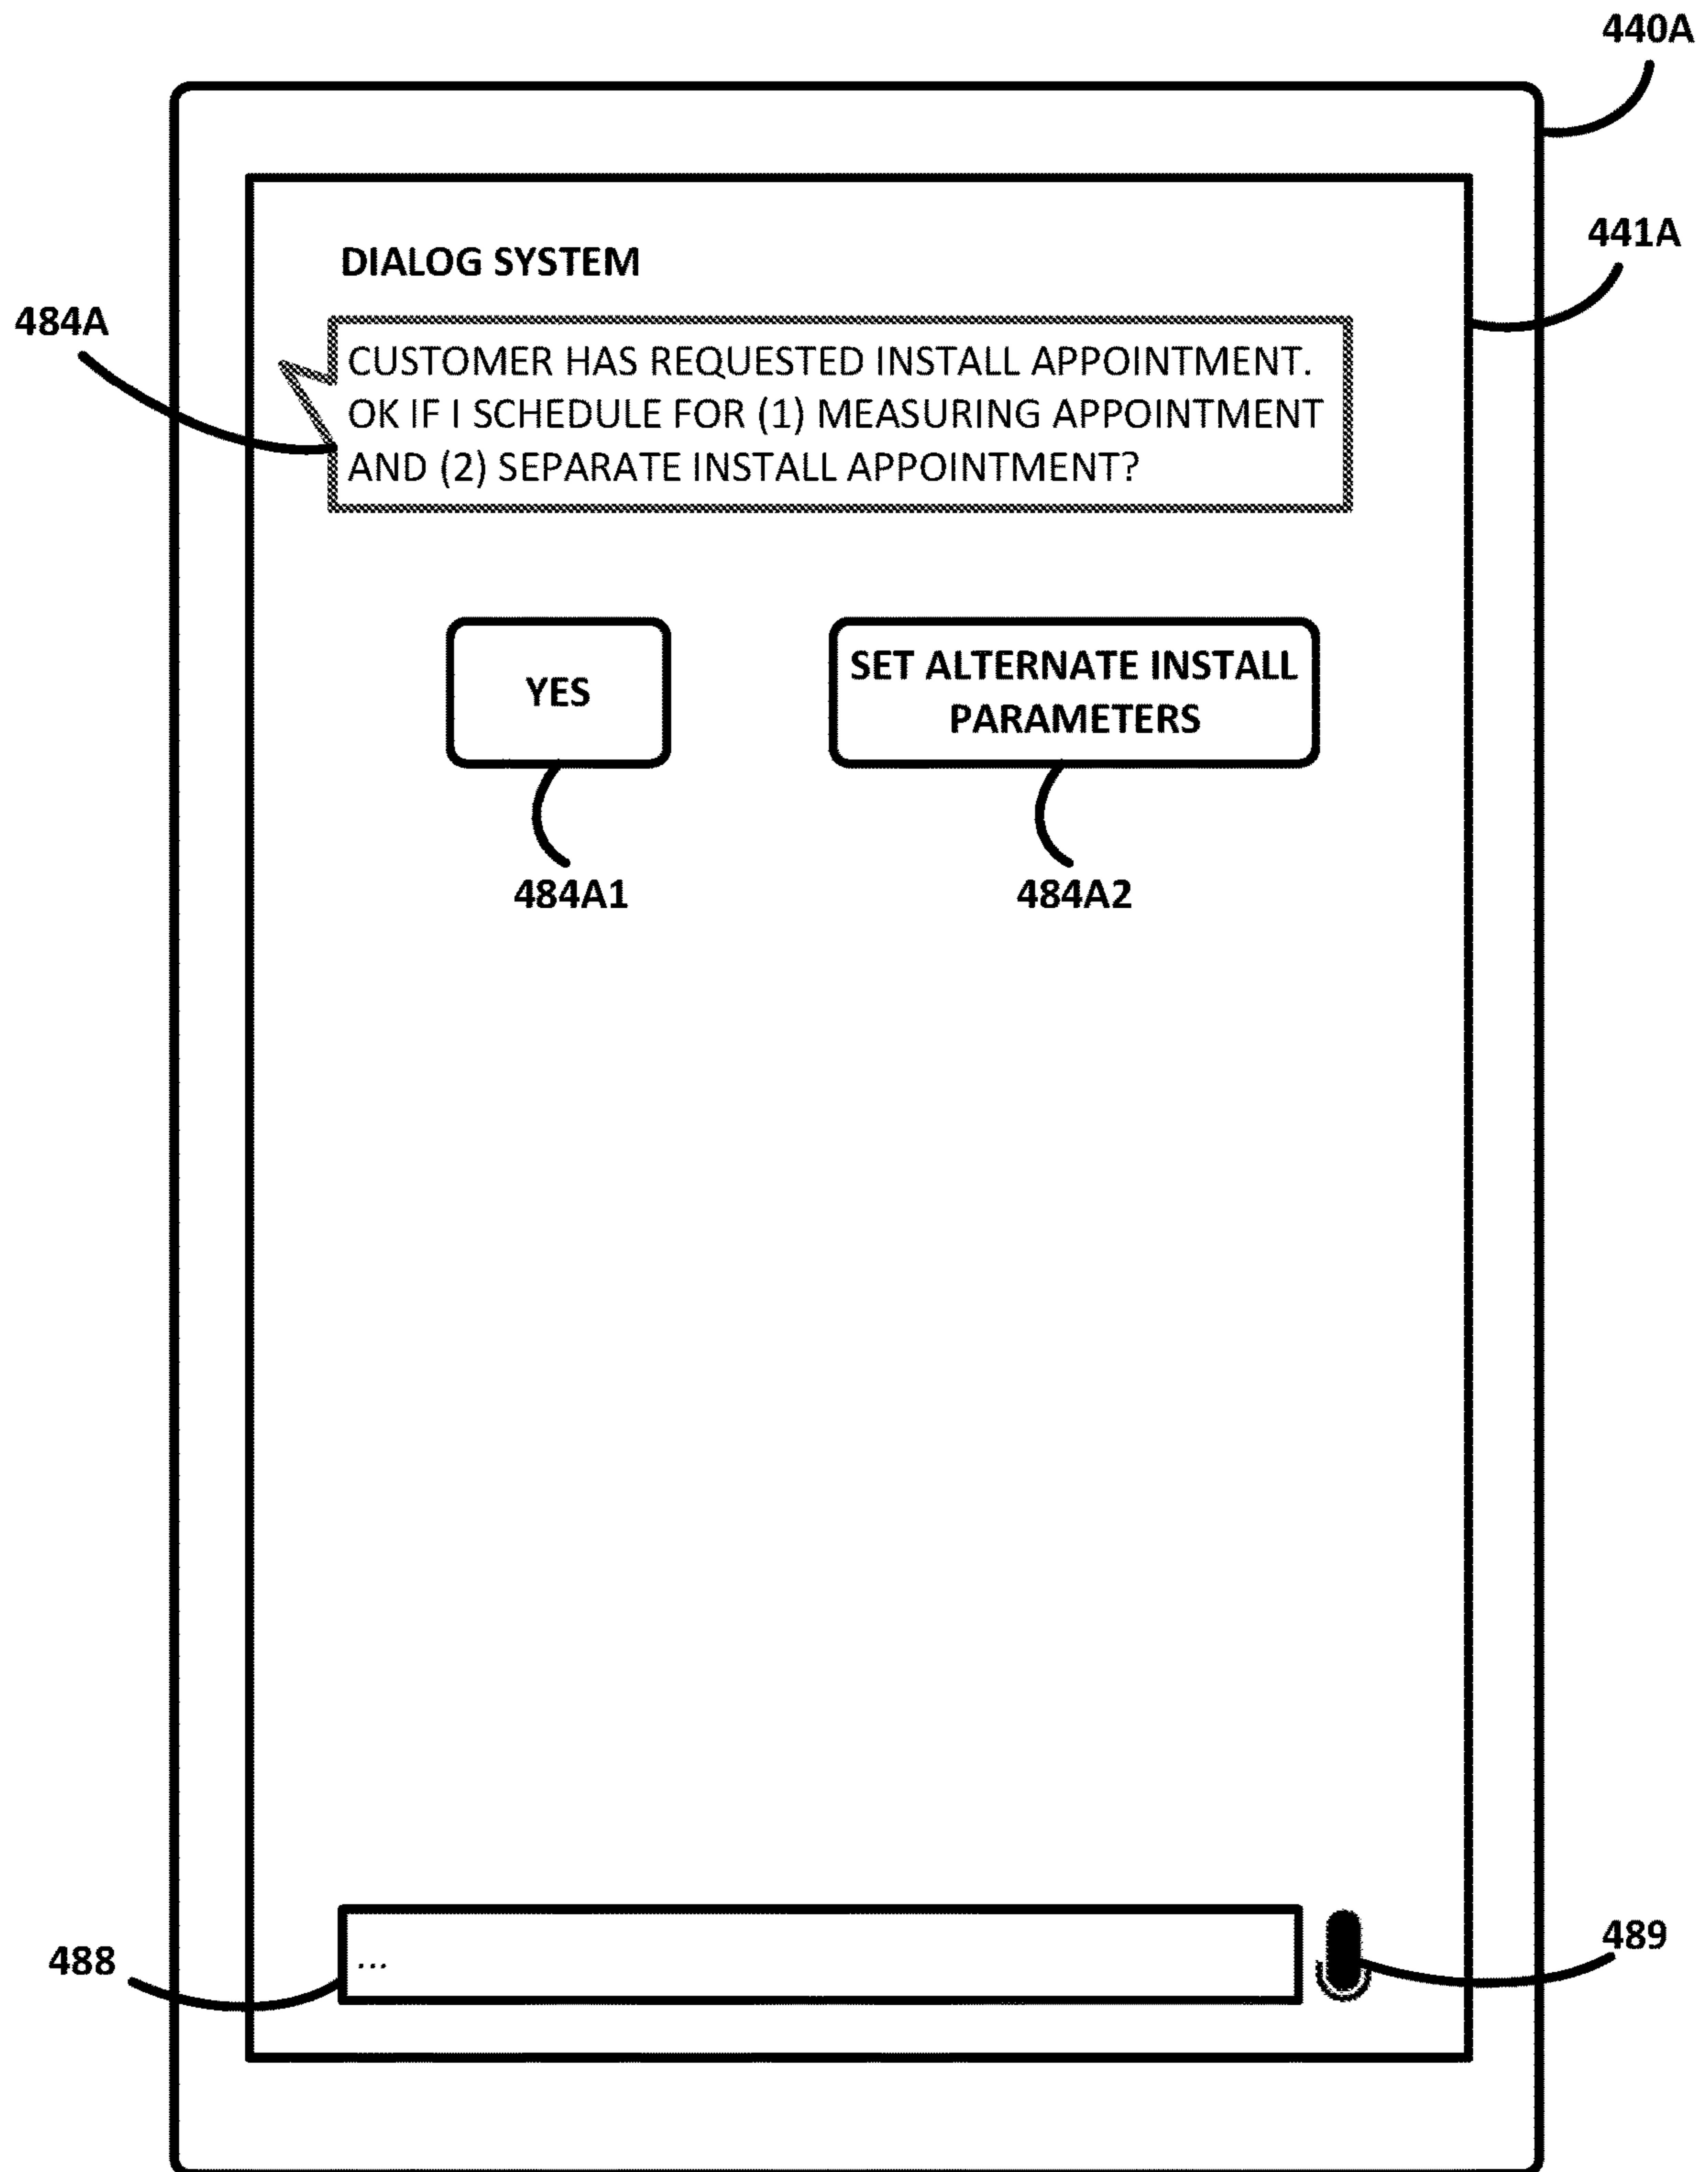 440A
441A
DIALOG SYSTEM
484A
CUSTOMER HAS REQUESTED INSTALL APPOINTMENT.
OK IF I SCHEDULE FOR (1) MEASURING APPOINTMENT
AND (2) SEPARATE INSTALL APPOINTMENT?
YES
SET ALTERNATE INSTALL
PARAMETERS
484A1
484A2
488
...
489